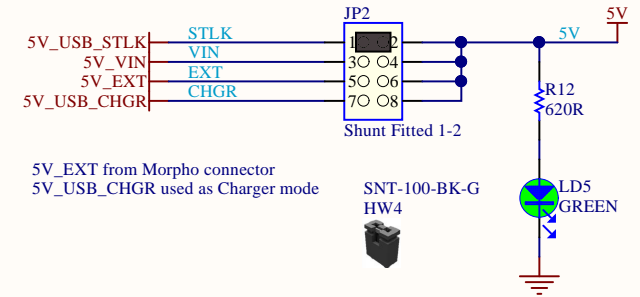 JP2
5V
5V_USB_STLK STLK 1 2 5V
5V_VIN VIN 3 4
5V_EXT EXT 5 6
5V_USB_CHGR CHGR 7 8
R12
620R
Shunt Fitted 1-2
5V_EXT from Morpho connector
5V_USB_CHGR used as Charger mode
SNT-100-BK-G
HW4
LD5
GREEN